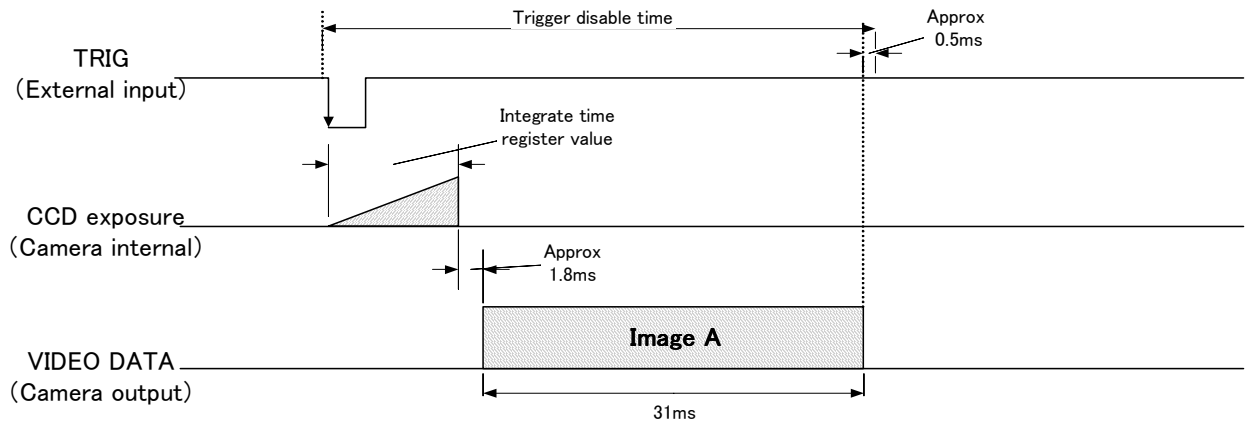 Trigger disable time
Approx
0.5ms
TRIG
(External input)
Integrate time
register value
CCD exposure
(Camera internal)
Approx
1.8ms
Image A
VIDEO DATA
(Camera output)
31ms